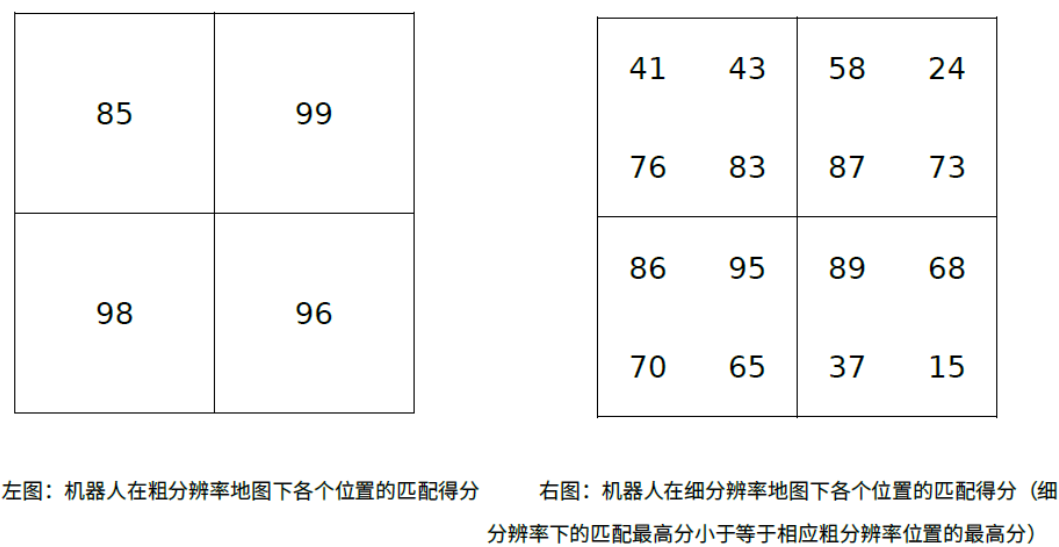 85 99
98 96
41 43 58 24
76 83 87 73
86 95 89 68
70 65 37 15
左图：机器人在粗分辨率地图下各个位置的匹配得分
右图：机器人在细分辨率地图下各个位置的匹配得分（细
分辨率下的匹配最高分小于等于相应粗分辨率位置的最高分）